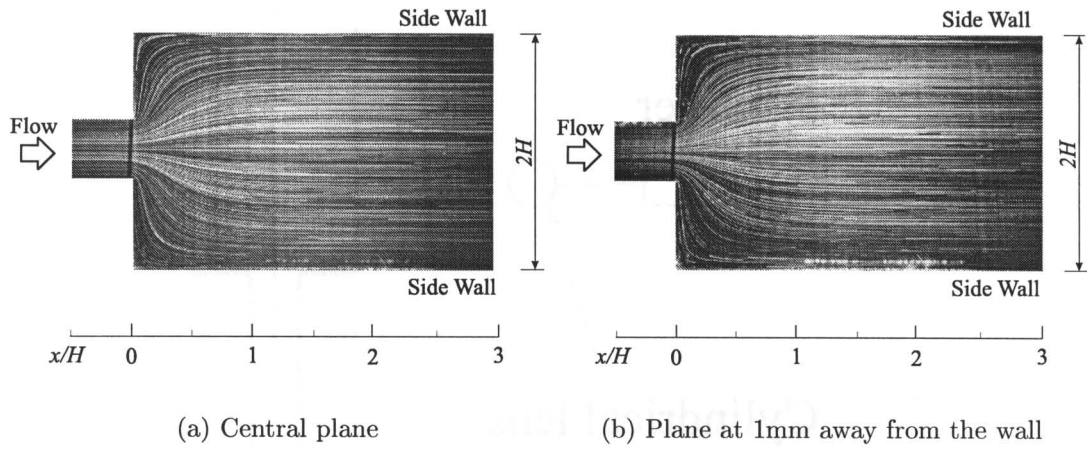 Side Wall
Side Wall
Flow
Flow
2H
2H
Side Wall
Side Wall
x/H 0 1 2 3
x/H 0 1 2 3
(a) Central plane
(b) Plane at 1mm away from the wall